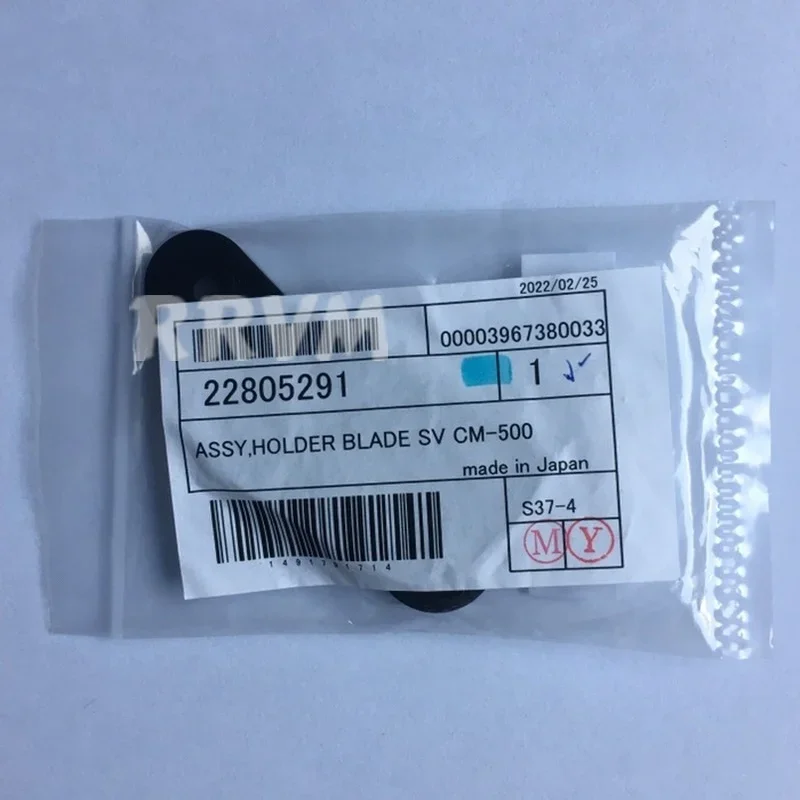 2022/02/25
RRVM
00003967380033
22805291
1
ASSY,HOLDER BLADE SV CM-500
made in Japan
S37-4
M Y